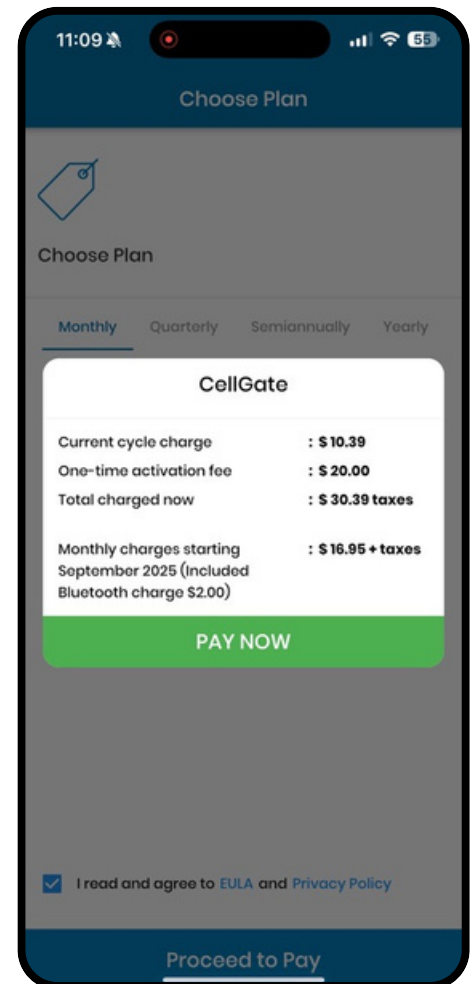 11:09
55
Choose Plan
Choose Plan
Monthly Quarterly Semiannually Yearly
CellGate
Current cycle charge : $ 10.39
One-time activation fee : $ 20.00
Total charged now : $ 30.39 taxes
Monthly charges starting : $ 16.95 + taxes
September 2025 (Included
Bluetooth charge $2.00)
PAY NOW
I read and agree to EULA and Privacy Policy
Proceed to Pay